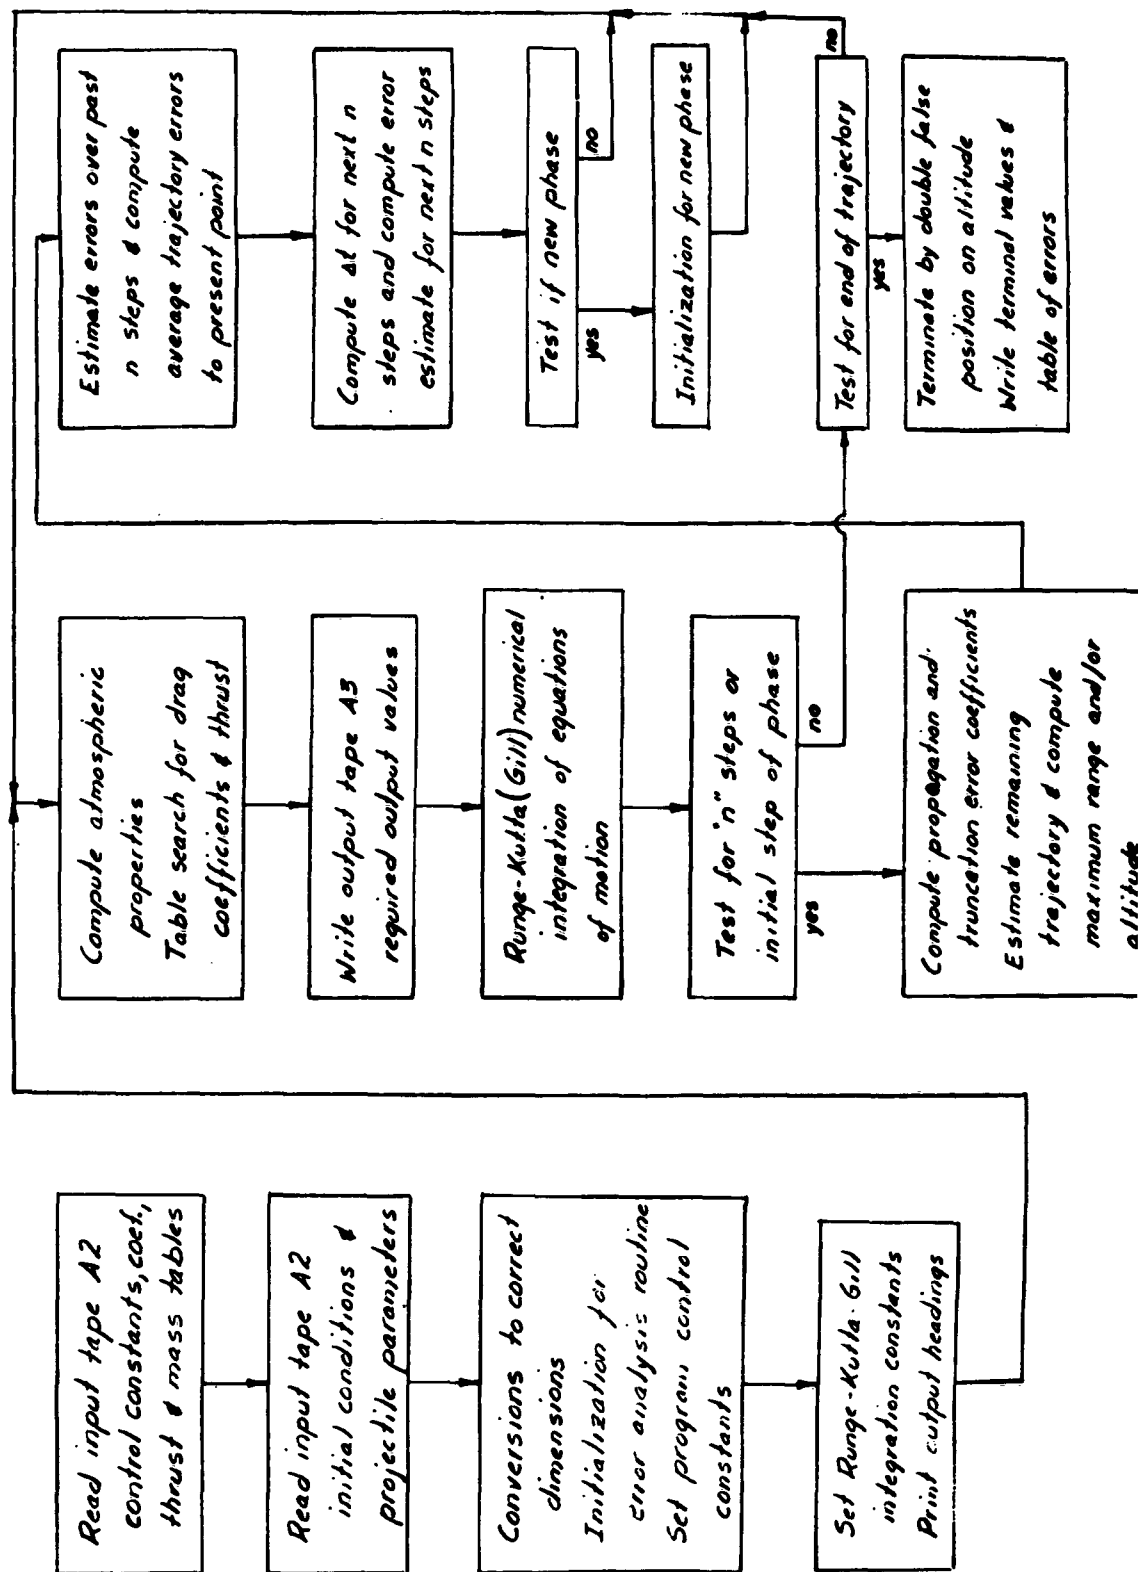 Read input tape A2
control constants, coef.,
thrust & mass tables
Read input tape A2
initial conditions &
projectile parameters
Conversions to correct
dimensions
Initialization for
error analysis routine
Set program control
constants
Set Runge-Kutta-Gill
integration constants
Print output headings
Compute atmospheric
properties
Table search for drag
coefficients & thrust
Write output tape A3
required output values
Runge-Kutta (Gill) numerical
integration of equations
of motion
Test for "n" steps or
initial step of phase
yes
no
Compute propagation and
truncation error coefficients
Estimate remaining
trajectory & compute
maximum range and/or
altitude
Estimate errors over past
n steps & compute
average trajectory errors
to present point
Compute Δt for next n
steps and compute error
estimate for next n steps
Test if new phase
yes
no
Initialization for new phase
Test for end of trajectory
no
yes
Terminate by double false
position on altitude
Write terminal values &
table of errors